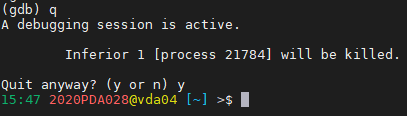 (gdb) q
A debugging session is active.
Inferior 1 [process 21784] will be killed.
Quit anyway? (y or n) y
15:47 2020PDA028@vda04 [~] >$